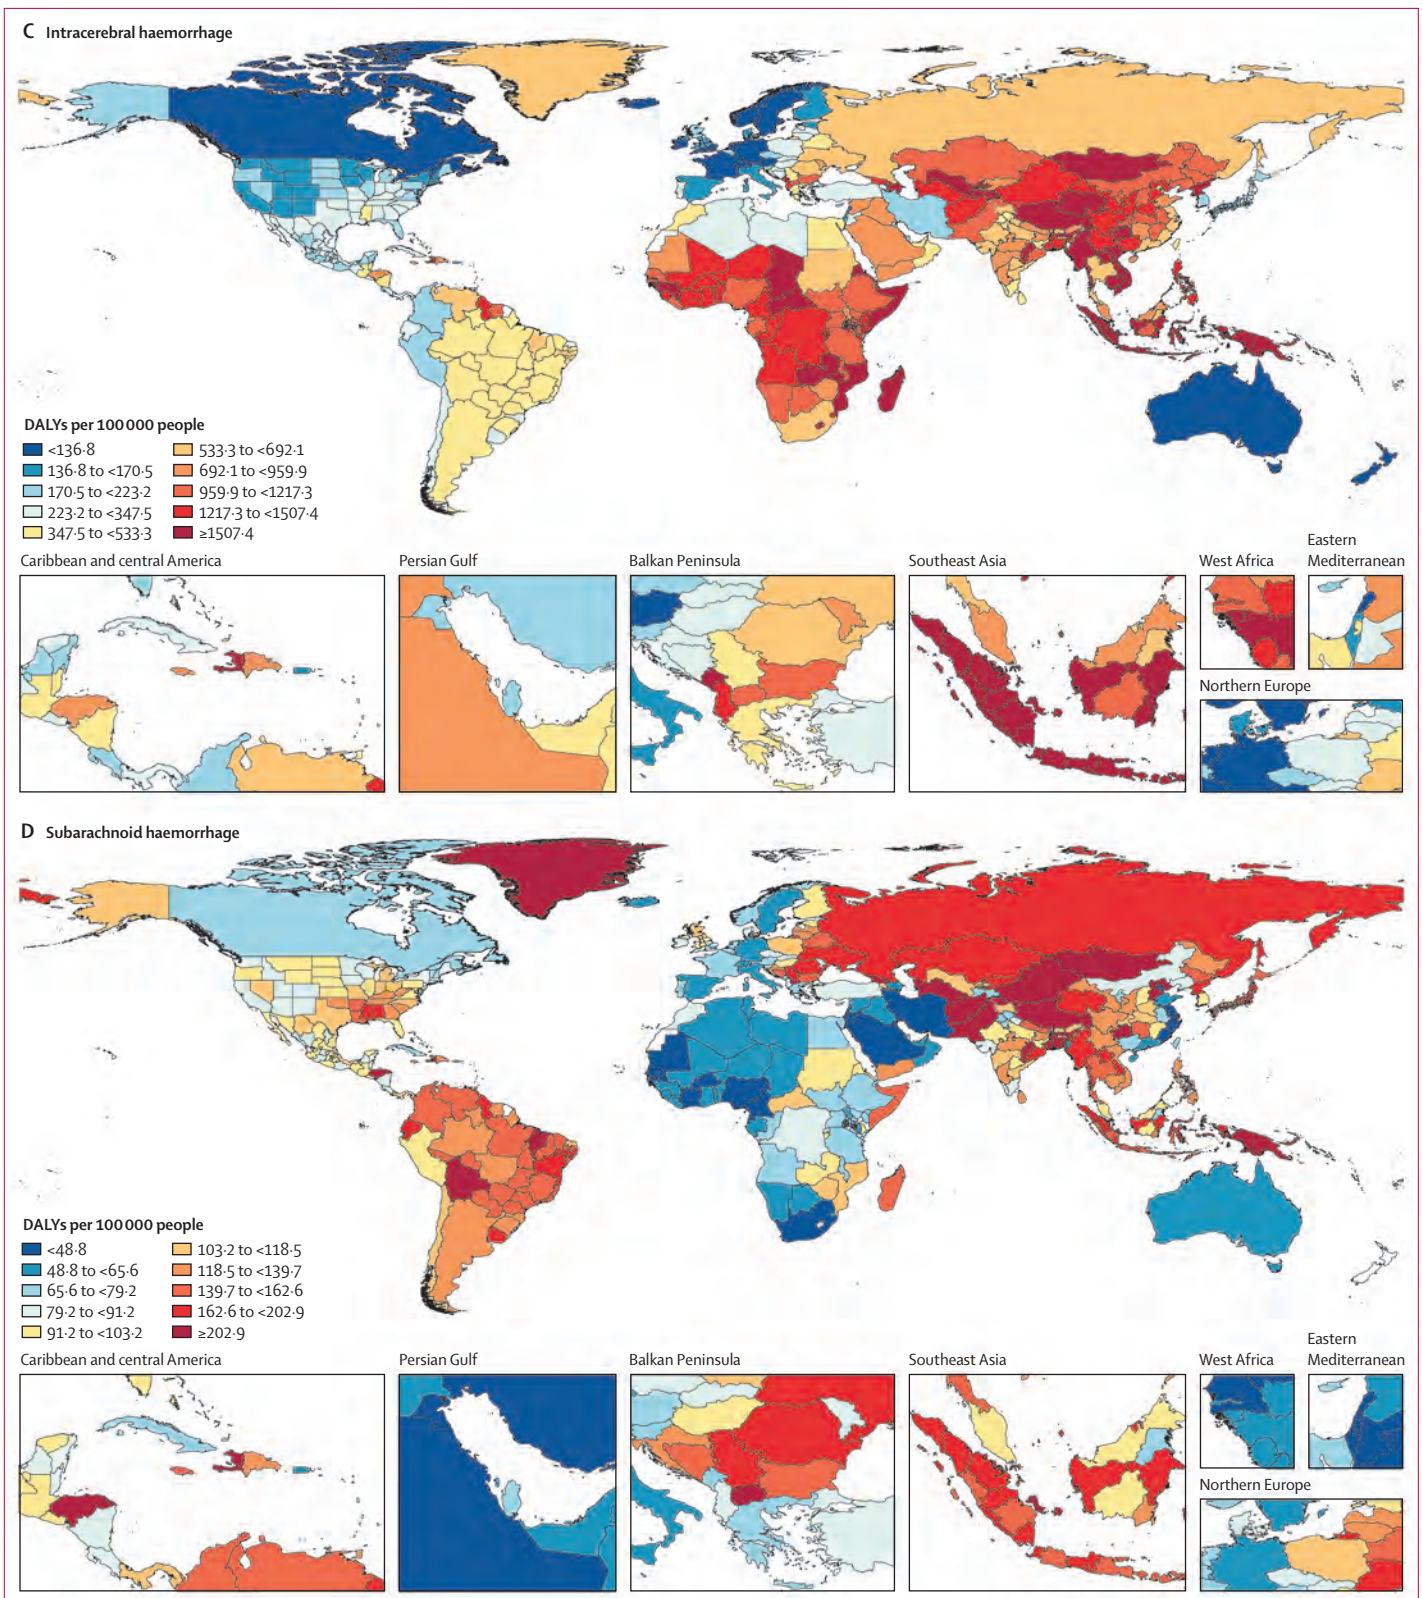 C Intracerebral haemorrhage
DALYs per 100 000 people
<136·8
136·8 to <170·5
170·5 to <223·2
223·2 to <347·5
347·5 to <533·3
533·3 to <692·1
692·1 to <959·9
959·9 to <1217·3
1217·3 to <1507·4
≥1507·4
Caribbean and central America
Persian Gulf
Balkan Peninsula
Southeast Asia
West Africa
Eastern
Mediterranean
Northern Europe
D Subarachnoid haemorrhage
DALYs per 100 000 people
<48·8
48·8 to <65·6
65·6 to <79·2
79·2 to <91·2
91·2 to <103·2
103·2 to <118·5
118·5 to <139·7
139·7 to <162·6
162·6 to <202·9
≥202·9
Caribbean and central America
Persian Gulf
Balkan Peninsula
Southeast Asia
West Africa
Eastern
Mediterranean
Northern Europe